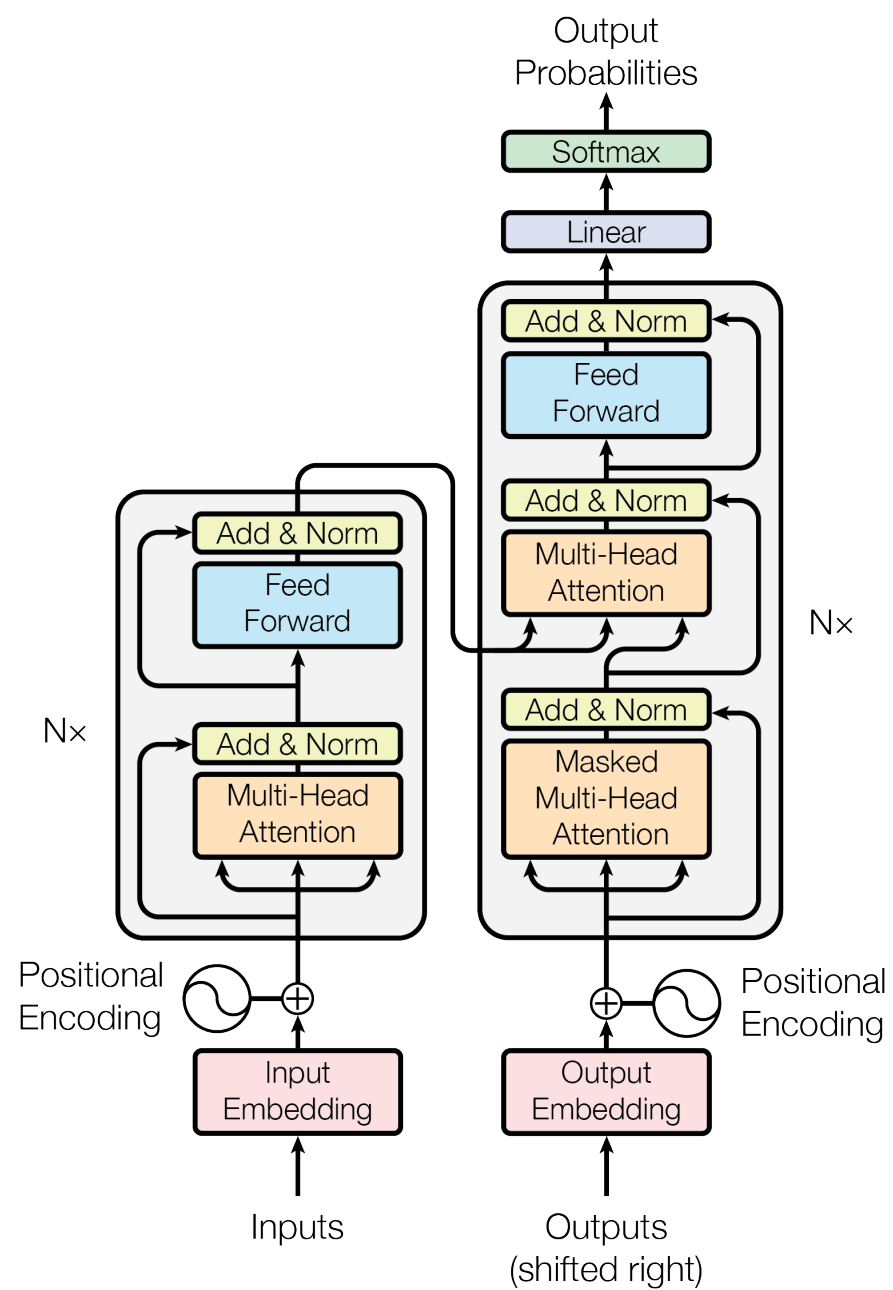 Output
Probabilities
Softmax
Linear
Add & Norm
Feed
Forward
Add & Norm
Multi-Head
Attention
N×
Add & Norm
Masked
Multi-Head
Attention
Positional
Encoding
Output
Embedding
Outputs
(shifted right)
Add & Norm
Feed
Forward
N×
Add & Norm
Multi-Head
Attention
Positional
Encoding
Input
Embedding
Inputs